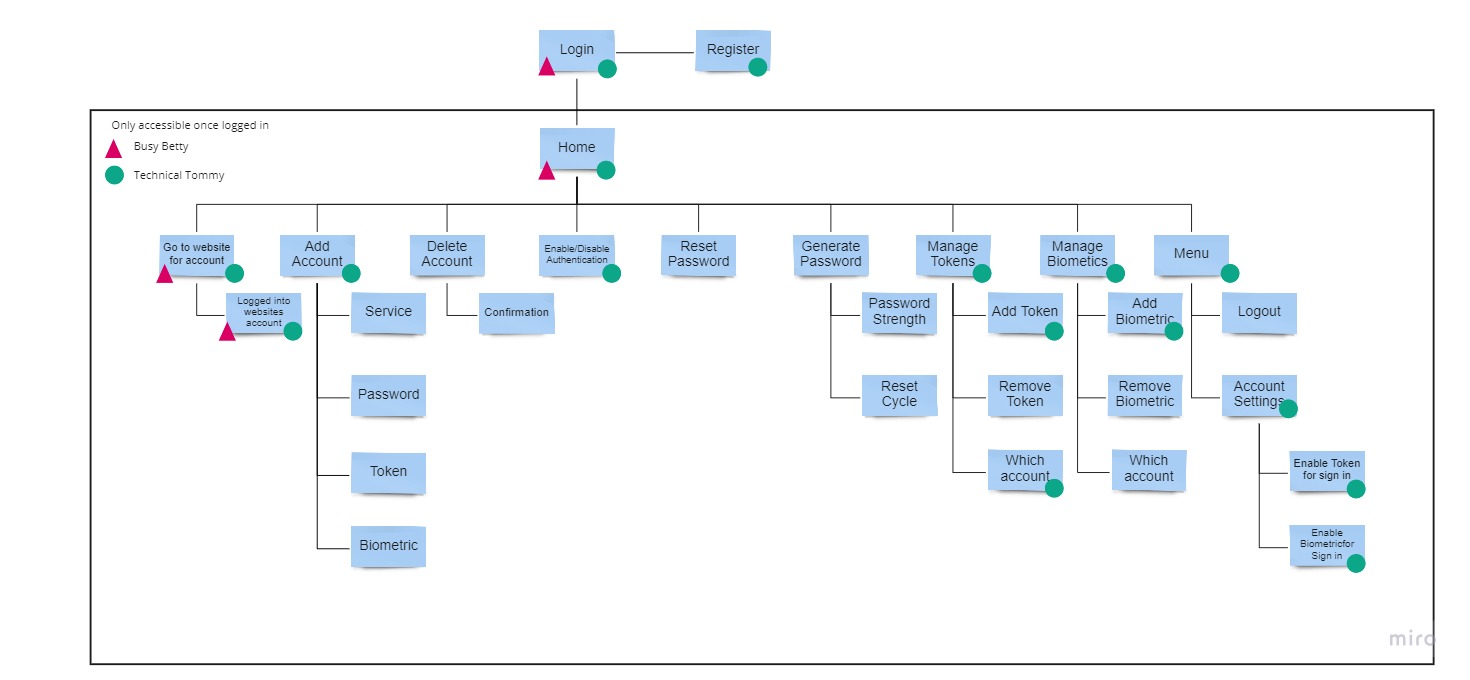 Login
Register
Only accessible once logged in
Busy Betty
Technical Tommy
Home
Go to website
for account
Add
Account
Delete
Account
Enable/Disable
Authentication
Reset
Password
Generate
Password
Manage
Tokens
Manage
Biometics
Menu
Logged into
websites
account
Service
Confirmation
Password
Strength
Add Token
Add
Biometric
Logout
Password
Reset
Cycle
Remove
Token
Remove
Biometric
Account
Settings
Token
Which
account
Which
account
Enable Token
for sign in
Biometric
Enable
Biometricfor
Sign in
miro